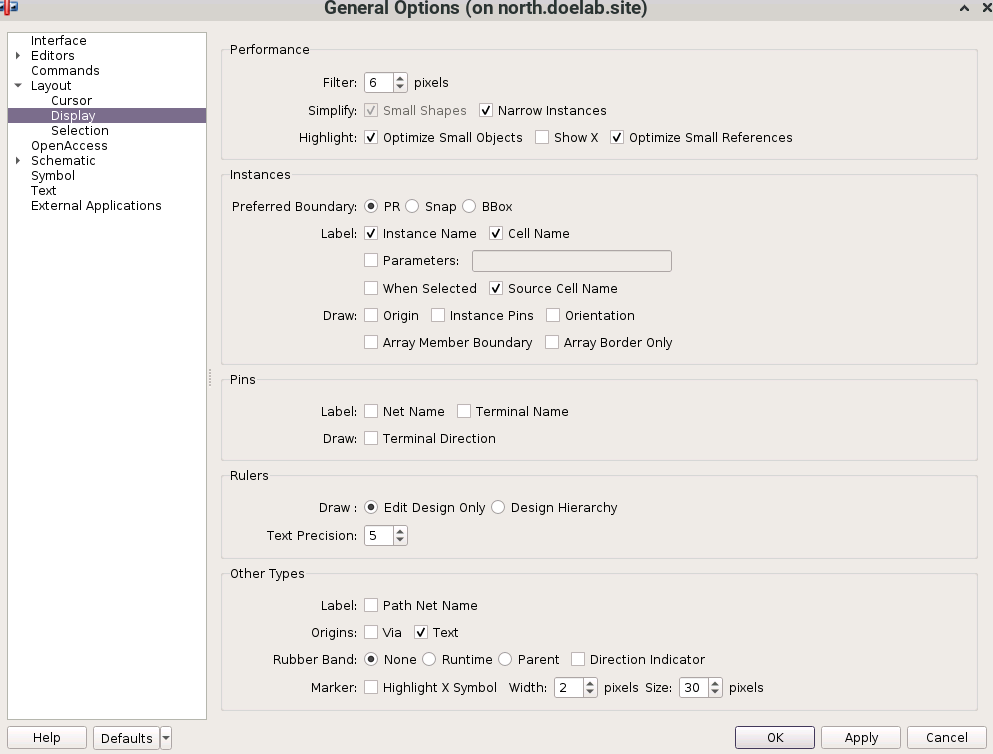 General Options (on north.doelab.site)
Interface
Editors
Commands
Layout
Cursor
Display
Selection
OpenAccess
Schematic
Symbol
Text
External Applications
Performance
Filter: 6 pixels
Simplify: Small Shapes Narrow Instances
Highlight: Optimize Small Objects Show X Optimize Small References
Instances
Preferred Boundary: PR Snap BBox
Label: Instance Name Cell Name
Parameters:
When Selected Source Cell Name
Draw: Origin Instance Pins Orientation
Array Member Boundary Array Border Only
Pins
Label: Net Name Terminal Name
Draw: Terminal Direction
Rulers
Draw : Edit Design Only Design Hierarchy
Text Precision: 5
Other Types
Label: Path Net Name
Origins: Via Text
Rubber Band: None Runtime Parent Direction Indicator
Marker: Highlight X Symbol Width: 2 pixels Size: 30 pixels
Help Defaults OK Apply Cancel